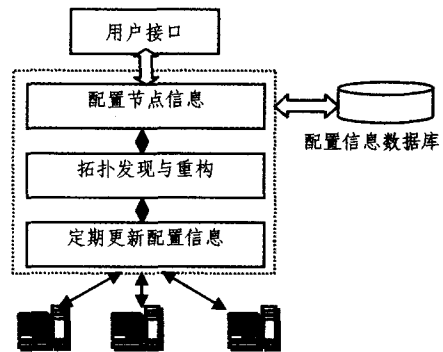 用户接口
配置节点信息
配置信息数据库
拓扑发现与重构
定期更新配置信息